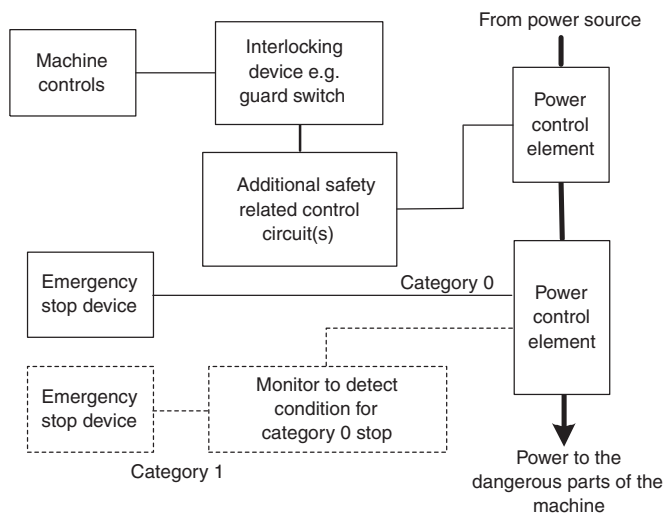 From power source
Machine
controls
Interlocking
device e.g.
guard switch
Power
control
element
Additional safety
related control
circuit(s)
Emergency
stop device
Category 0
Power
control
element
Emergency
stop device
Monitor to detect
condition for
category 0 stop
Category 1
Power to the
dangerous parts of the
machine